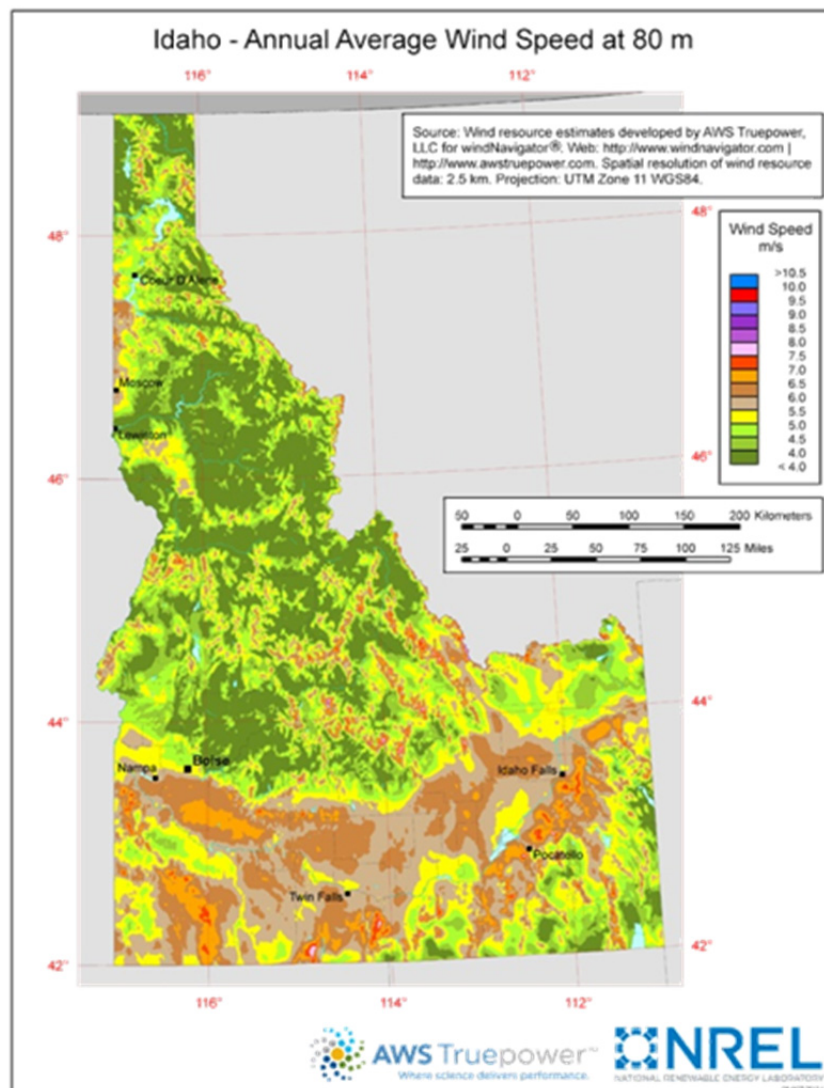 Idaho - Annual Average Wind Speed at 80 m
116° 114° 112°
Source: Wind resource estimates developed by AWS Truepower,
LLC for windNavigator®. Web: http://www.windnavigator.com |
http://www.awstruepower.com. Spatial resolution of wind resource
data: 2.5 km. Projection: UTM Zone 11 WGS84.
48° 48°
Wind Speed
m/s
>10.5
10.0
9.5
9.0
8.5
8.0
7.5
7.0
6.5
6.0
5.5
5.0
4.5
4.0
< 4.0
Coeur D'Alene
Moscow
Lewiston
46° 46°
50 0 50 100 150 200 Kilometers
25 0 25 50 75 100 125 Miles
44° 44°
Boise
Nampa
Idaho Falls
Pocatello
Twin Falls
42° 42°
116° 114° 112°
AWS Truepower™
Where science delivers performance.
NREL
NATIONAL RENEWABLE ENERGY LABORATORY